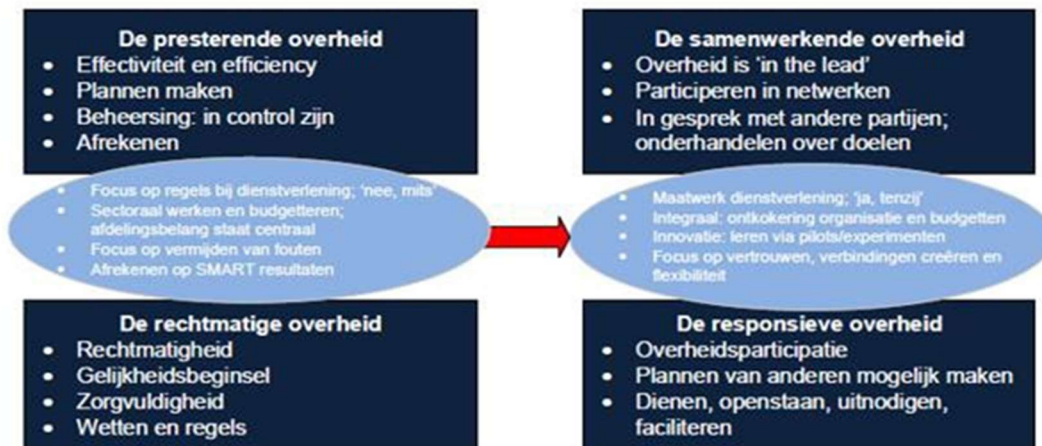 De presterende overheid
• Effectiviteit en efficiency
• Plannen maken
• Beheersing: in control zijn
• Afrekenen
• Focus op regels bij dienstverlening; 'nee, mits'
• Sectoraal werken en budgetteren;
afdelingsbelang staat centraal
• Focus op vermijden van fouten
• Afrekenen op SMART resultaten
De rechtmatige overheid
• Rechtmatigheid
• Gelijkheidsbeginsel
• Zorgvuldigheid
• Wetten en regels
De samenwerkende overheid
• Overheid is 'in the lead'
• Participeren in netwerken
• In gesprek met andere partijen;
onderhandelen over doelen
• Maatwerk dienstverlening; 'ja, tenzij'
• Integraal: ontkokering organisatie en budgetten
• Innovatie: leren via pilots/experimenten
• Focus op vertrouwen, verbindingen creëren en
flexibiliteit
De responsieve overheid
• Overheidsparticipatie
• Plannen van anderen mogelijk maken
• Dienen, openstaan, uitnodigen,
faciliteren